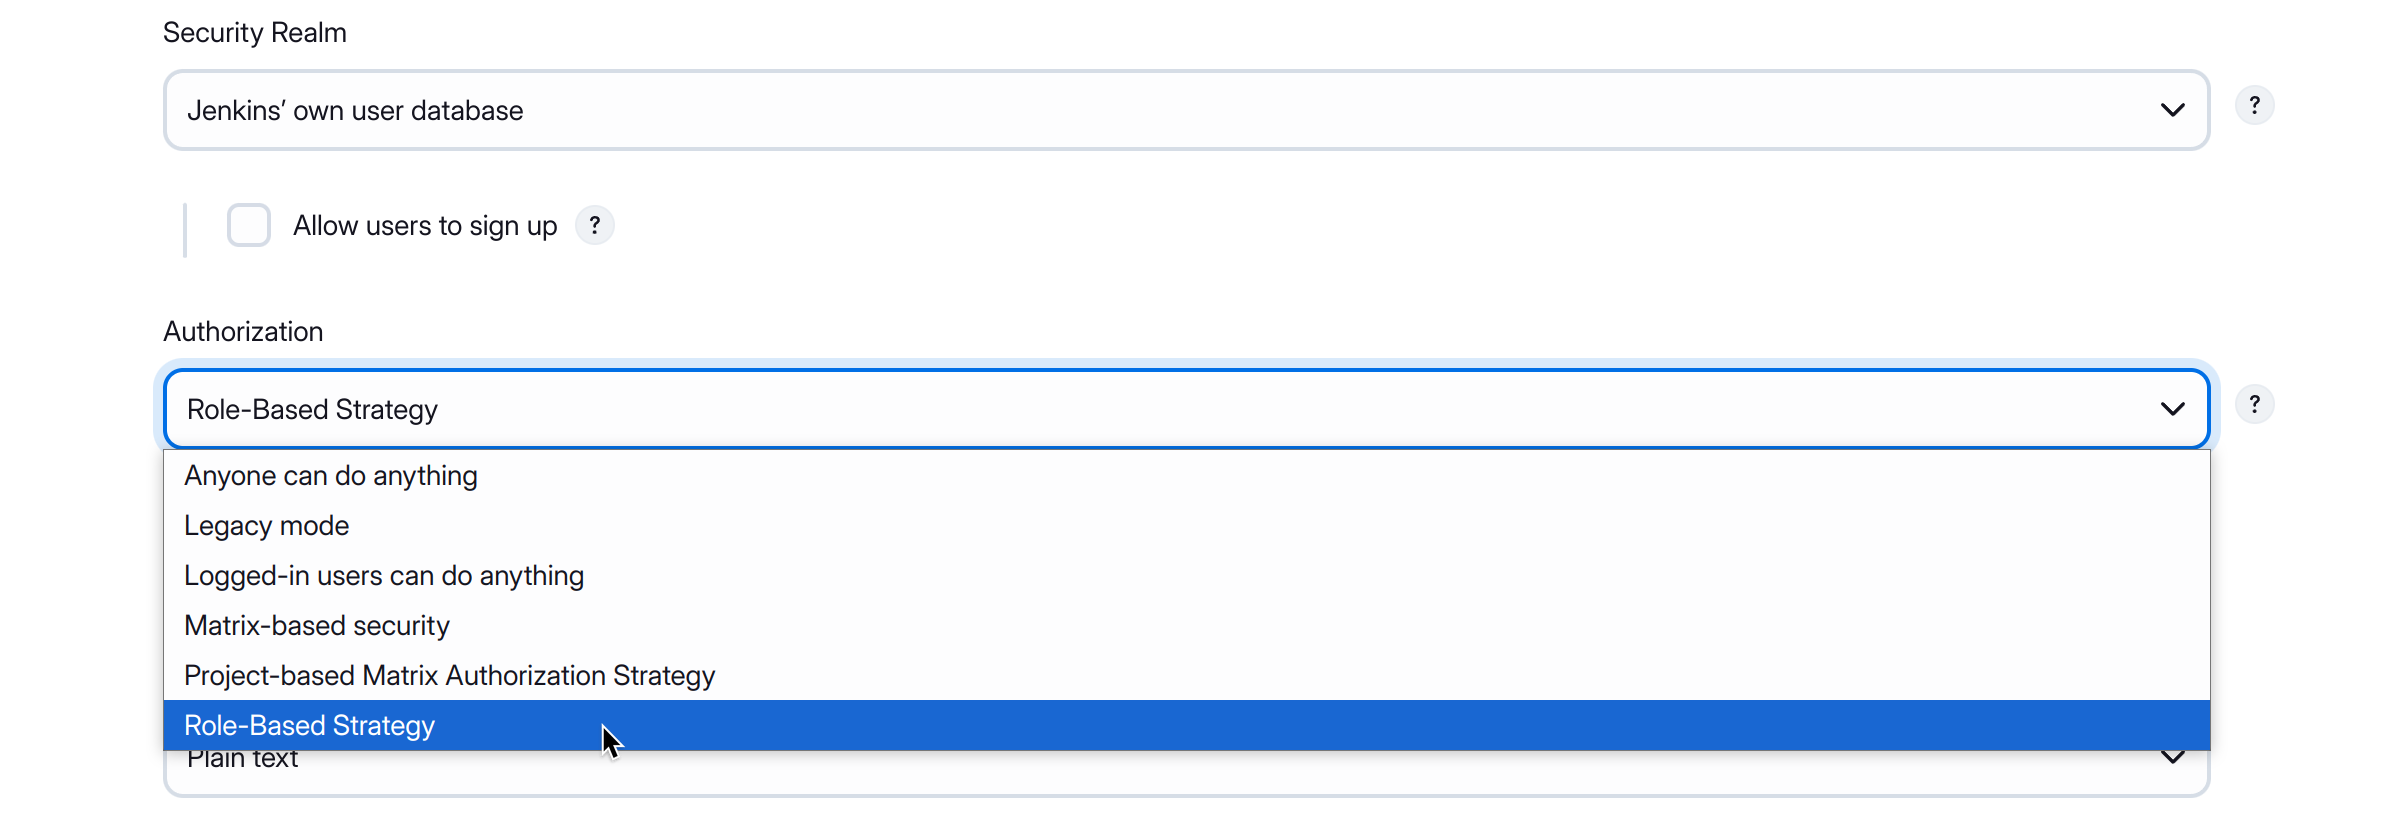 Security Realm
Jenkins’ own user database
?
Allow users to sign up ?
Authorization
Role-Based Strategy
?
Anyone can do anything
Legacy mode
Logged-in users can do anything
Matrix-based security
Project-based Matrix Authorization Strategy
Role-Based Strategy
Plain text